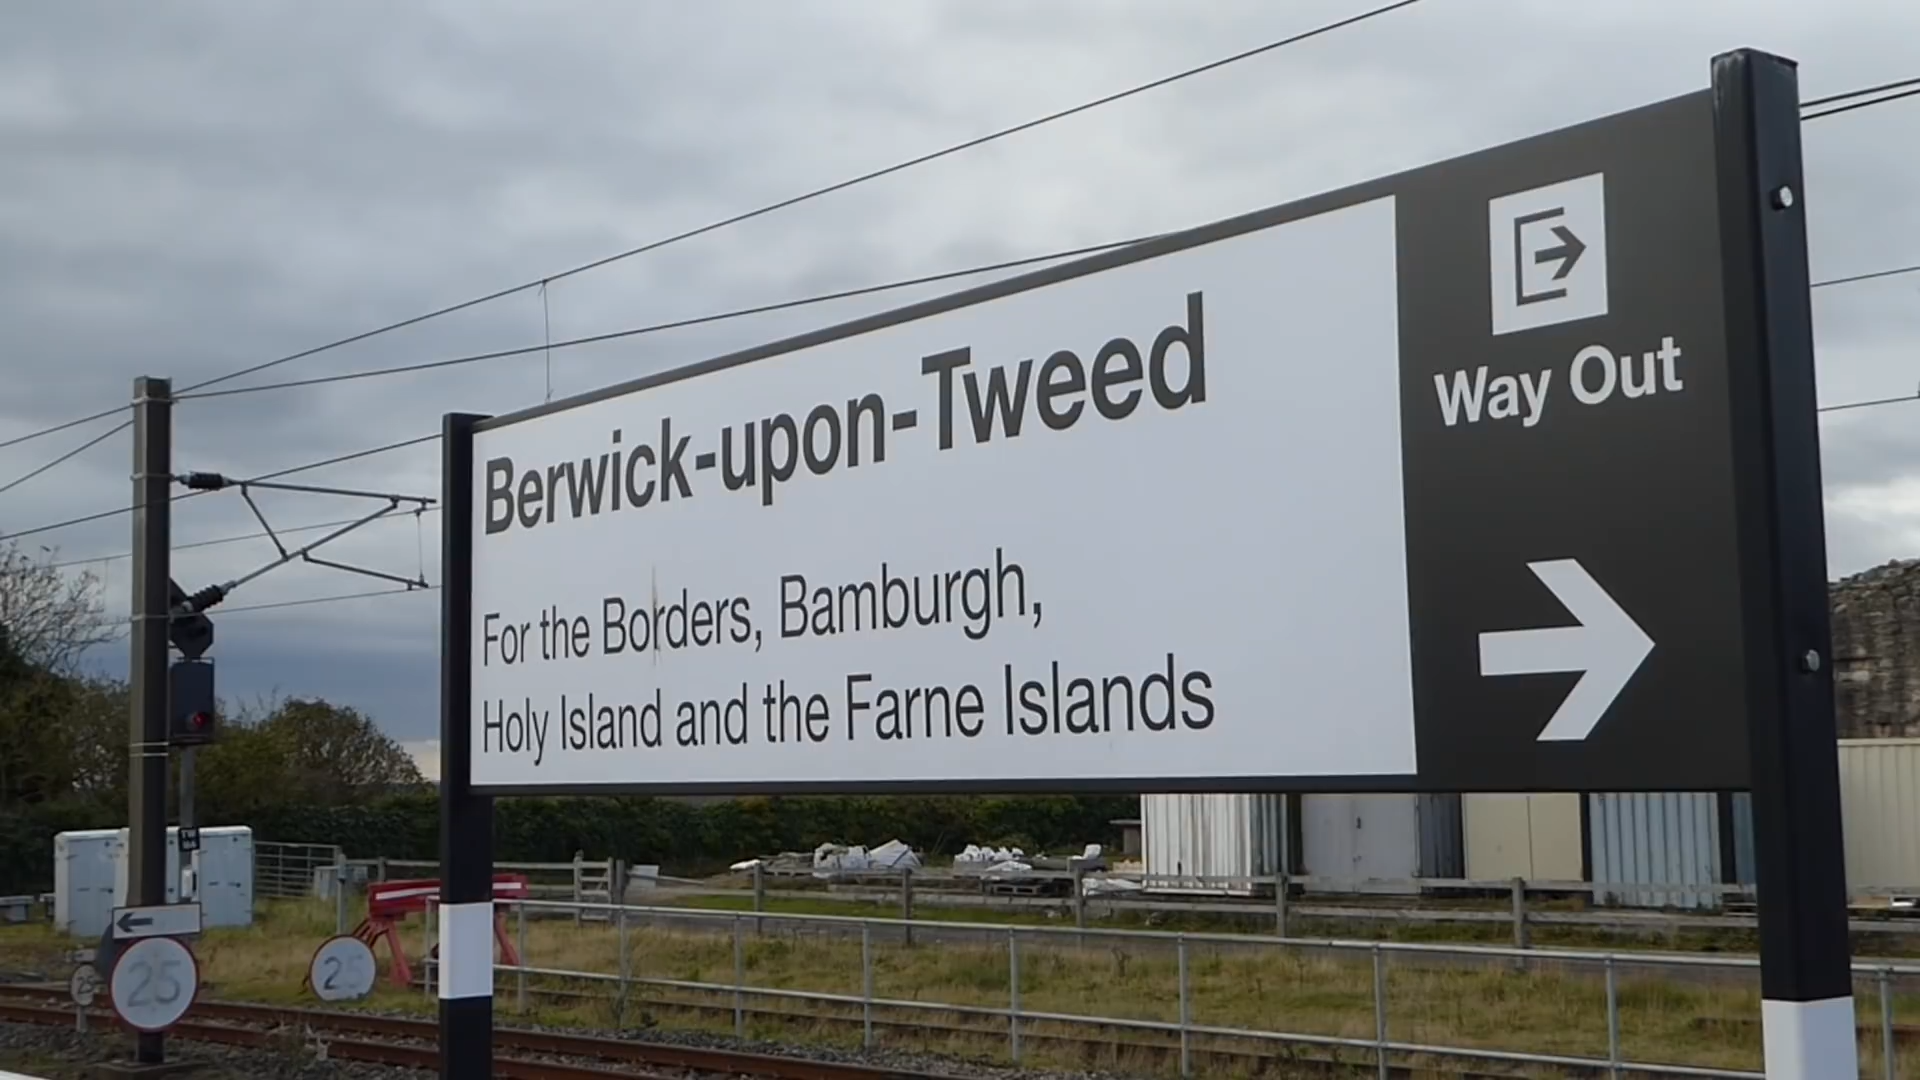 Berwick-upon-Tweed
For the Borders, Bamburgh,
Holy Island and the Farne Islands
Way Out
25
25